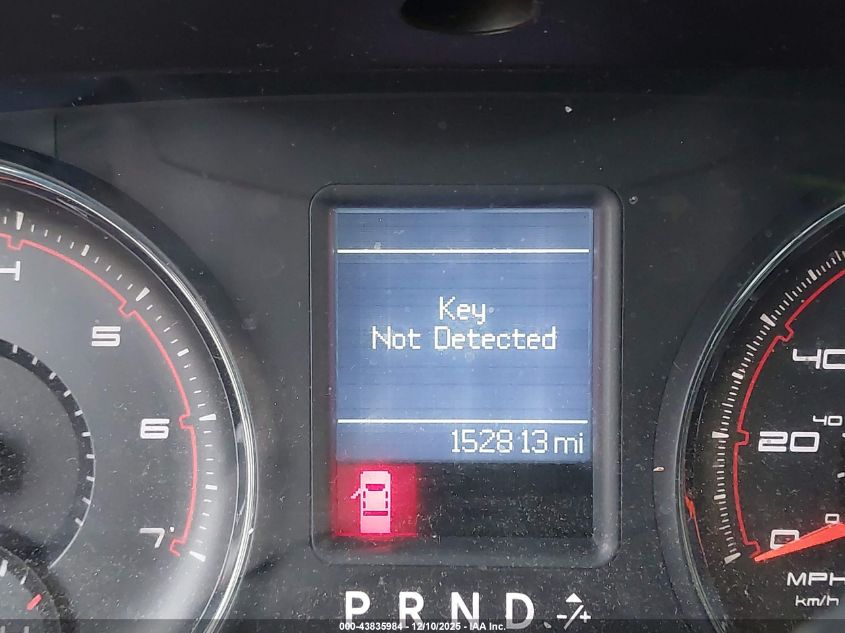 Key
Not Detected
152813 mi
4
5
6
7
40
40
20
0
0
MPH
km/h
P R N D -/+
000-43835984 - 12/10/2025 - IAA Inc.